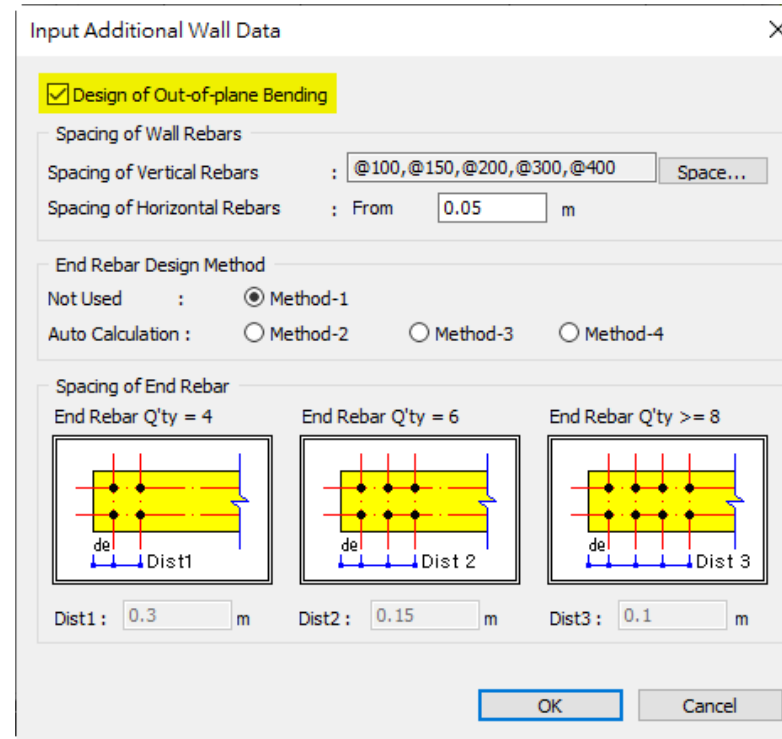 Input Additional Wall Data
Design of Out-of-plane Bending
Spacing of Wall Rebars
Spacing of Vertical Rebars : @100,@150,@200,@300,@400 Space...
Spacing of Horizontal Rebars : From 0.05 m
End Rebar Design Method
Not Used : Method-1
Auto Calculation : Method-2 Method-3 Method-4
Spacing of End Rebar
End Rebar Q'ty = 4 End Rebar Q'ty = 6 End Rebar Q'ty >= 8
de Dist1 de Dist 2 de Dist 3
Dist1 : 0.3 m Dist2 : 0.15 m Dist3 : 0.1 m
OK Cancel